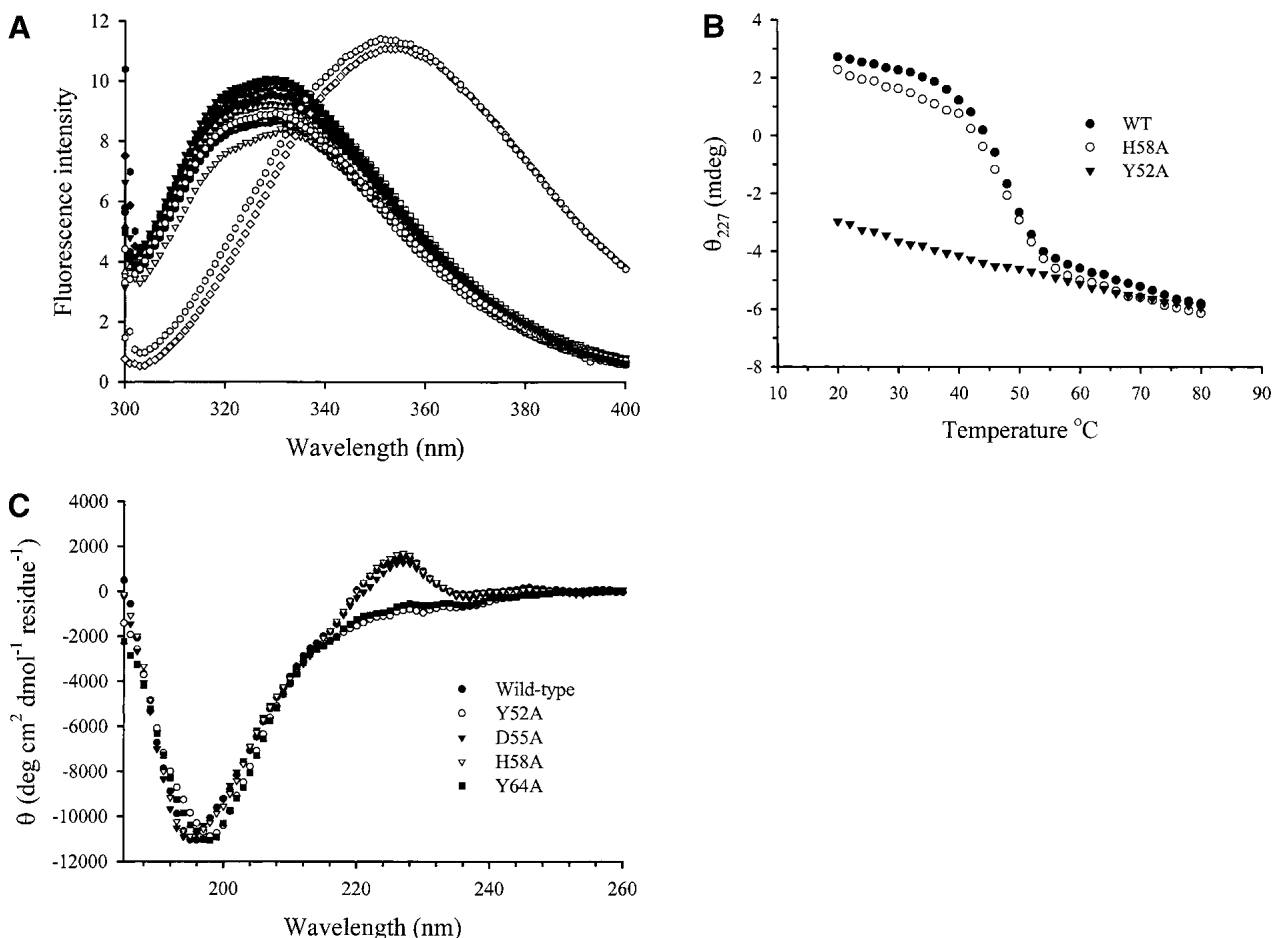 A
Fluorescence intensity
12
10
8
6
4
2
0
300
320
340
360
380
400
Wavelength (nm)
B
θ227 (mdeg)
4
2
0
-2
-4
-6
-8
10
20
30
40
50
60
70
80
90
Temperature °C
WT
H58A
Y52A
C
θ (deg cm² dmol⁻¹ residue⁻¹)
4000
2000
0
-2000
-4000
-6000
-8000
-10000
-12000
200
220
240
260
Wavelength (nm)
Wild-type
Y52A
D55A
H58A
Y64A